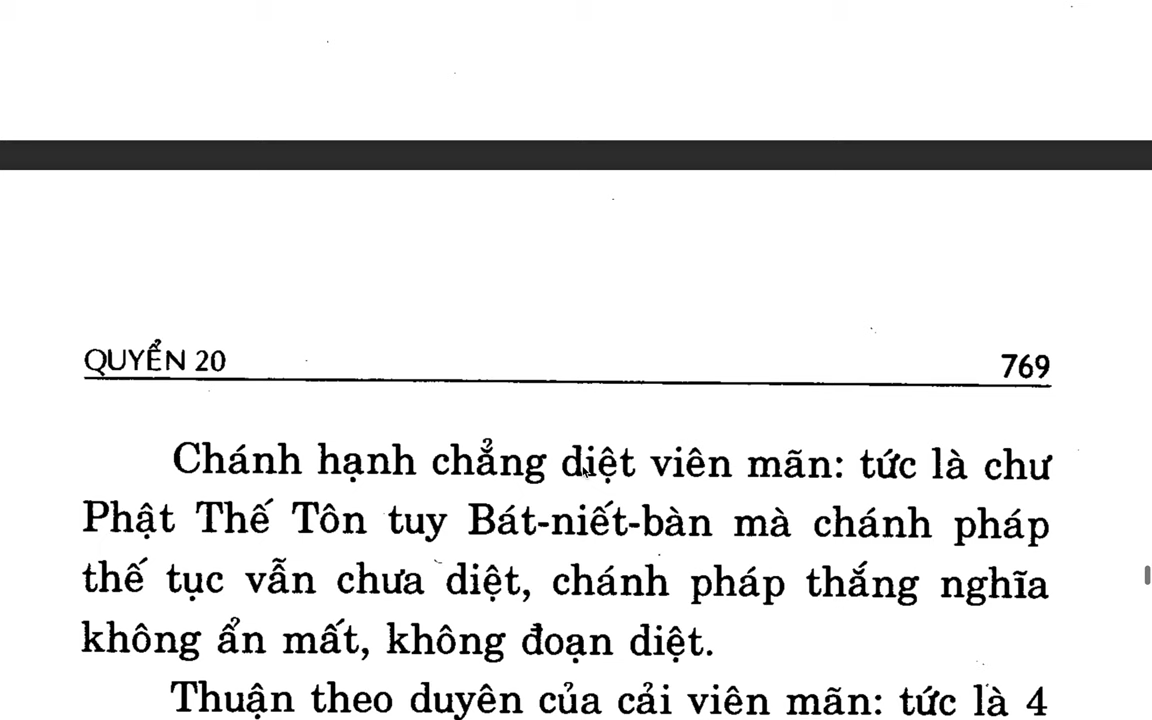 QUYỂN 20
769
Chánh hạnh chẳng diệt viên mãn: tức là chư
Phật Thế Tôn tuy Bát-niết-bàn mà chánh pháp
thế tục vẫn chưa diệt, chánh pháp thắng nghĩa
không ẩn mất, không đoạn diệt.
Thuận theo duyên của cải viên mãn: tức là 4